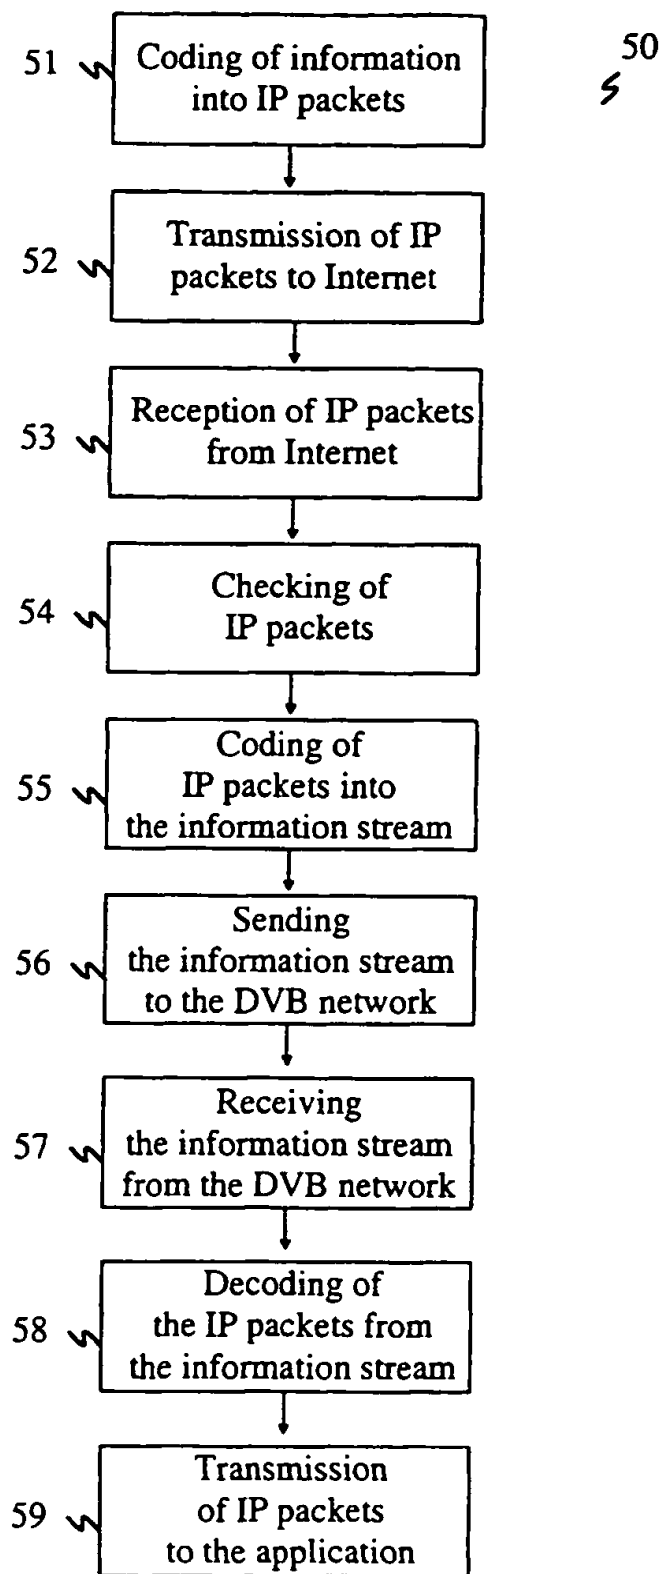 50
51
Coding of information
into IP packets
52
Transmission of IP
packets to Internet
53
Reception of IP packets
from Internet
54
Checking of
IP packets
55
Coding of
IP packets into
the information stream
56
Sending
the information stream
to the DVB network
57
Receiving
the information stream
from the DVB network
58
Decoding of
the IP packets from
the information stream
59
Transmission
of IP packets
to the application